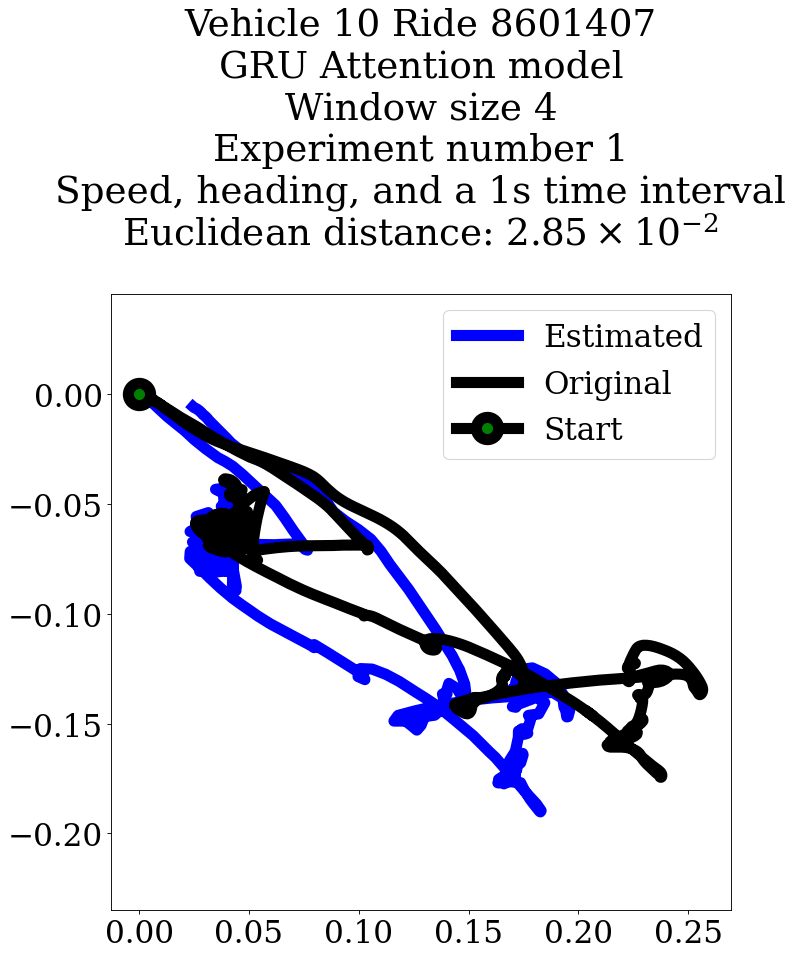 Vehicle 10 Ride 8601407
GRU Attention model
Window size 4
Experiment number 1
Speed, heading, and a 1s time interval
Euclidean distance: 2.85 × 10⁻²
Estimated
Original
Start
0.00
−0.05
−0.10
−0.15
−0.20
0.00 0.05 0.10 0.15 0.20 0.25